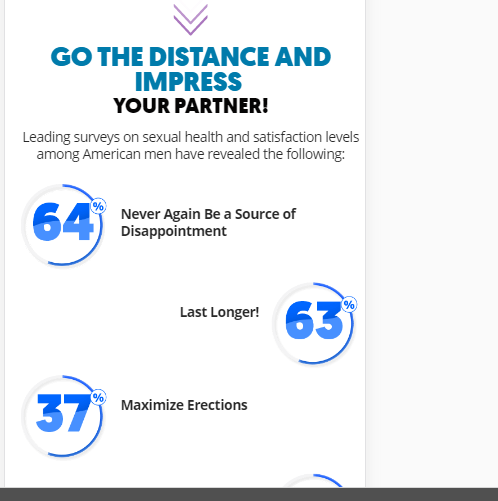 GO THE DISTANCE AND
IMPRESS
YOUR PARTNER!
Leading surveys on sexual health and satisfaction levels
among American men have revealed the following:
64%
Never Again Be a Source of
Disappointment
Last Longer!
63%
37%
Maximize Erections